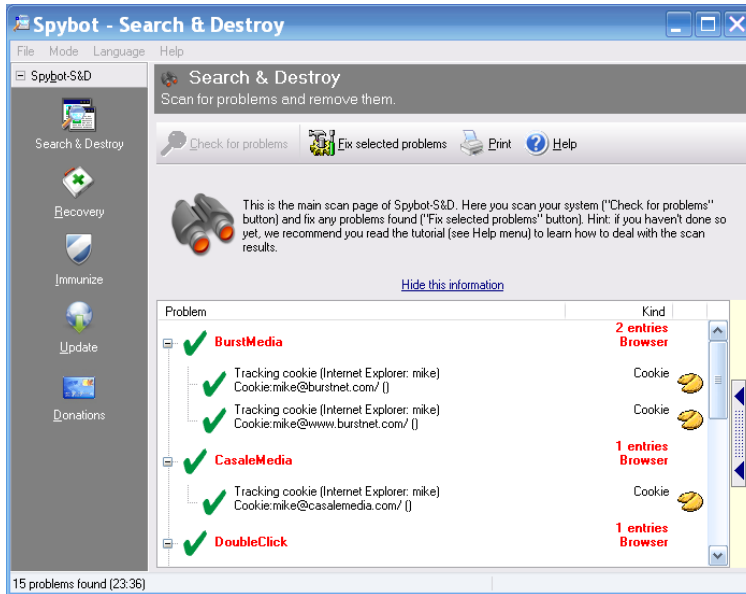 Spybot - Search & Destroy
File Mode Language Help
Spybot-S&D
Search & Destroy
Recovery
Immunize
Update
Donations
Search & Destroy
Scan for problems and remove them.
Check for problems Fix selected problems Print Help
This is the main scan page of Spybot-S&D. Here you scan your system ("Check for problems"
button) and fix any problems found ("Fix selected problems" button). Hint: if you haven't done so
yet, we recommend you read the tutorial (see Help menu) to learn how to deal with the scan
results.
Hide this information
Problem Kind
2 entries
BurstMedia Browser
Tracking cookie (Internet Explorer: mike) Cookie
Cookie:mike@burstnet.com/ ()
Tracking cookie (Internet Explorer: mike) Cookie
Cookie:mike@www.burstnet.com/ ()
1 entries
CasaleMedia Browser
Tracking cookie (Internet Explorer: mike) Cookie
Cookie:mike@casalemedia.com/ ()
1 entries
DoubleClick Browser
15 problems found (23:36)